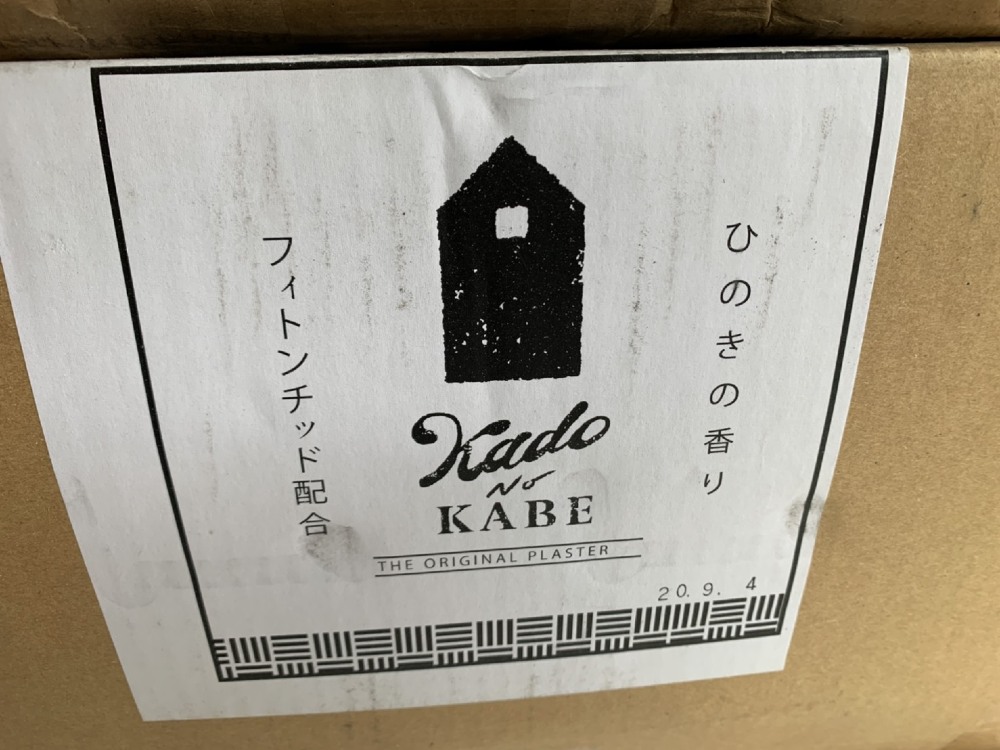 ひのきの香り
フィトンチッド配合
Kado
No
KABE
THE ORIGINAL PLASTER
20. 9. 4